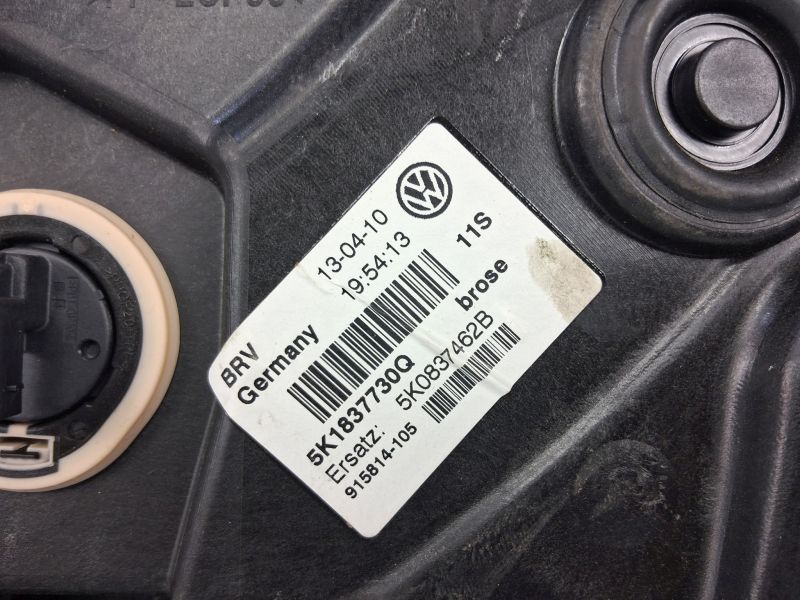 13-04-10
19:54:13
11S
BRV
Germany
brose
5K1837730Q
Ersatz: 5K0837462B
915814-105